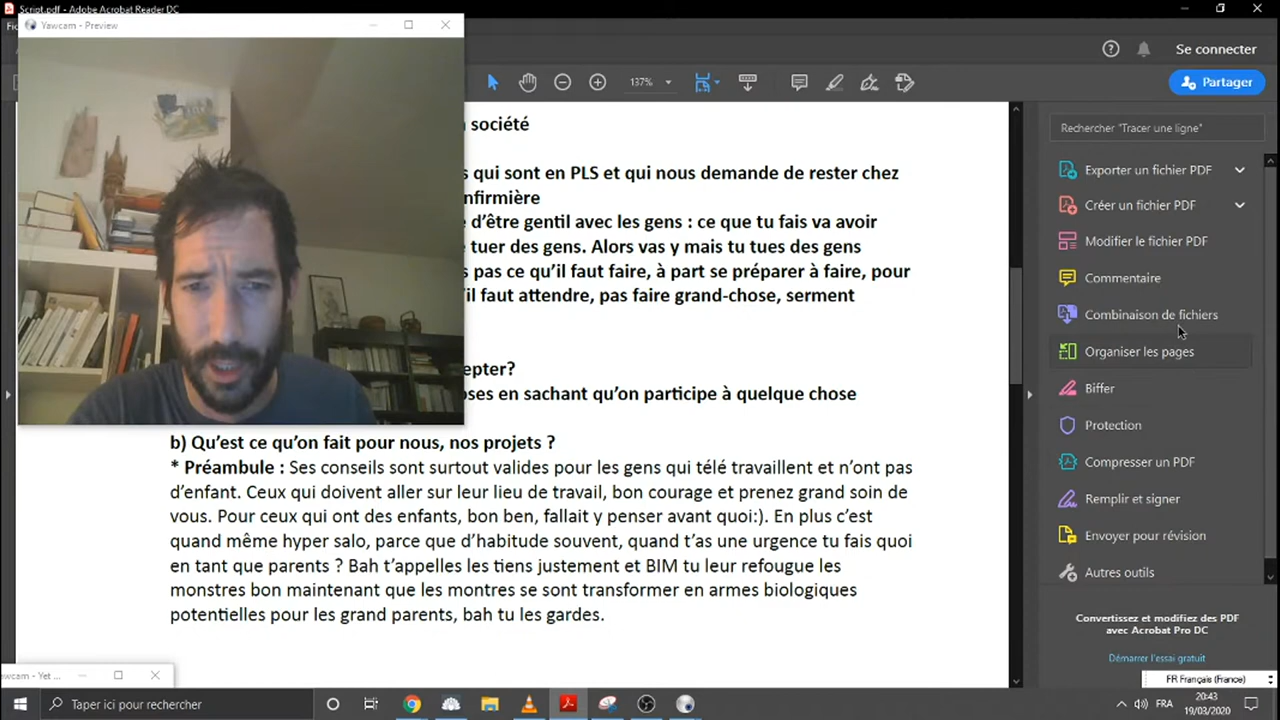 Script.pdf - Adobe Acrobat Reader DC
Yawcam - Preview
Se connecter
137%
Partager
société
Rechercher "Tracer une ligne"
qui sont en PLS et qui nous demande de rester chez
nfirmière
d'être gentil avec les gens : ce que tu fais va avoir
tuer des gens. Alors vas y mais tu tues des gens
s pas ce qu'il faut faire, à part se préparer à faire, pour
'il faut attendre, pas faire grand-chose, serment
cepter?
oses en sachant qu'on participe à quelque chose
b) Qu'est ce qu'on fait pour nous, nos projets ?
* Préambule : Ses conseils sont surtout valides pour les gens qui télé travaillent et n'ont pas
d'enfant. Ceux qui doivent aller sur leur lieu de travail, bon courage et prenez grand soin de
vous. Pour ceux qui ont des enfants, bon ben, fallait y penser avant quoi:). En plus c'est
quand même hyper salo, parce que d'habitude souvent, quand t'as une urgence tu fais quoi
en tant que parents ? Bah t'appelles les tiens justement et BIM tu leur refougue les
monstres bon maintenant que les montres se sont transformer en armes biologiques
potentielles pour les grand parents, bah tu les gardes.
Exporter un fichier PDF
Créer un fichier PDF
Modifier le fichier PDF
Commentaire
Combinaison de fichiers
Organiser les pages
Biffer
Protection
Compresser un PDF
Remplir et signer
Envoyer pour révision
Autres outils
Convertissez et modifiez des PDF
avec Acrobat Pro DC
Démarrer l'essai gratuit
wcam - Yet ...
FR Français (France)
Taper ici pour rechercher
FRA
20:43
19/03/2020